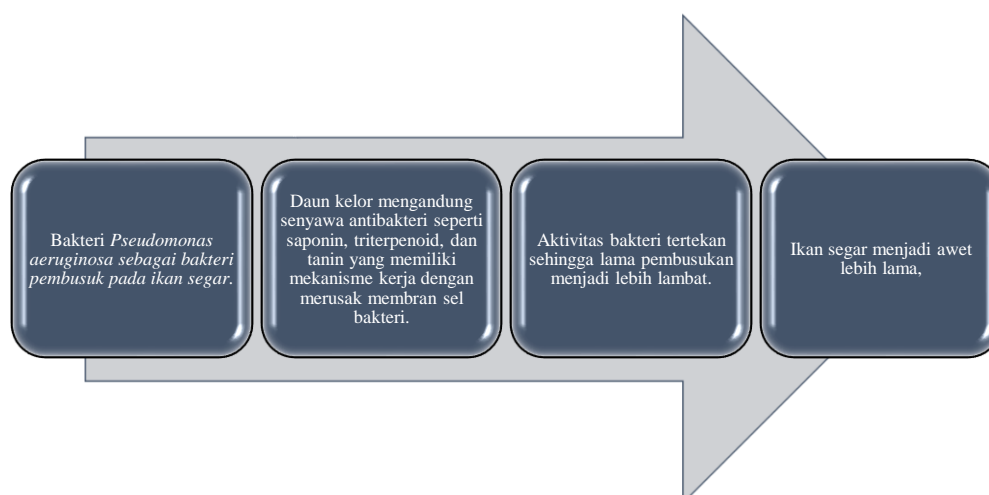 Bakteri Pseudomonas
aeruginosa sebagai bakteri
pembusuk pada ikan segar.
Daun kelor mengandung
senyawa antibakteri seperti
saponin, triterpenoid, dan
tanin yang memiliki
mekanisme kerja dengan
merusak membran sel
bakteri.
Aktivitas bakteri tertekan
sehingga lama pembusukan
menjadi lebih lambat.
Ikan segar menjadi awet
lebih lama,